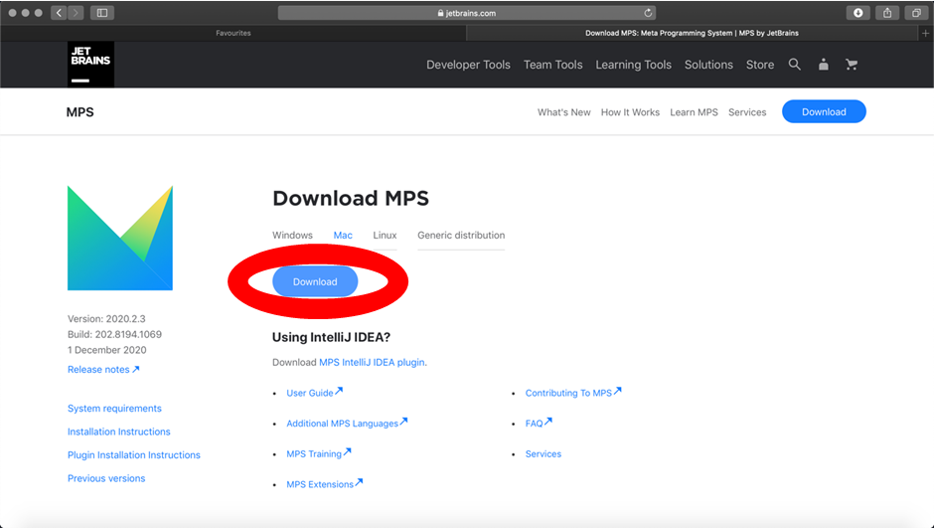 jetbrains.com
Favourites
Download MPS: Meta Programming System | MPS by JetBrains
JET
BRAINS
Developer Tools Team Tools Learning Tools Solutions Store
MPS
What's New How It Works Learn MPS Services Download
Download MPS
Windows Mac Linux Generic distribution
Download
Version: 2020.2.3
Build: 202.8194.1069
1 December 2020
Release notes ↗
System requirements
Installation Instructions
Plugin Installation Instructions
Previous versions
Using IntelliJ IDEA?
Download MPS IntelliJ IDEA plugin.
• User Guide↗
• Additional MPS Languages↗
• MPS Training↗
• MPS Extensions↗
• Contributing To MPS↗
• FAQ↗
• Services